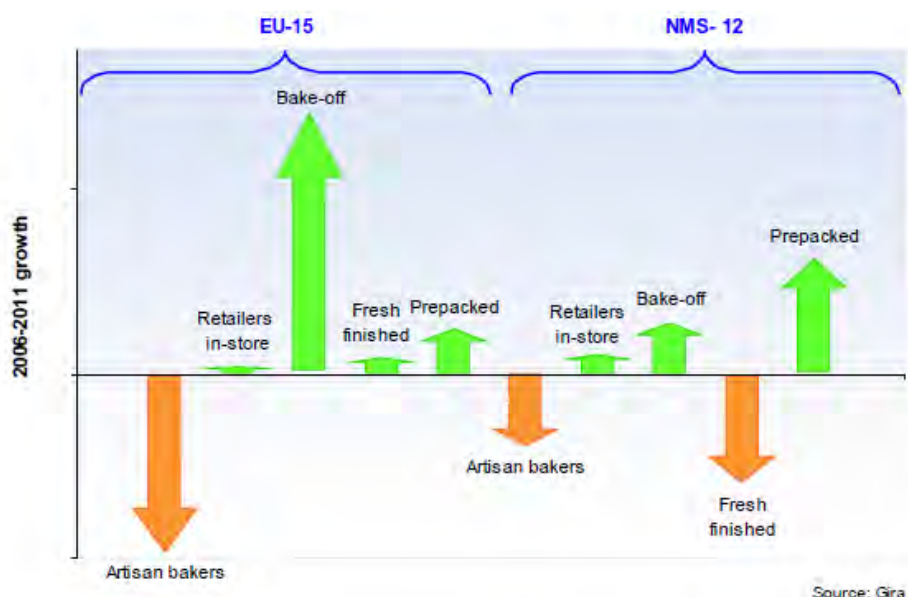 EU-15
NMS- 12
Bake-off
Prepacked
Retailers
in-store
Fresh
finished
Prepacked
Retailers
in-store
Bake-off
2006-2011 growth
Artisan bakers
Artisan bakers
Fresh
finished
Source: Gira